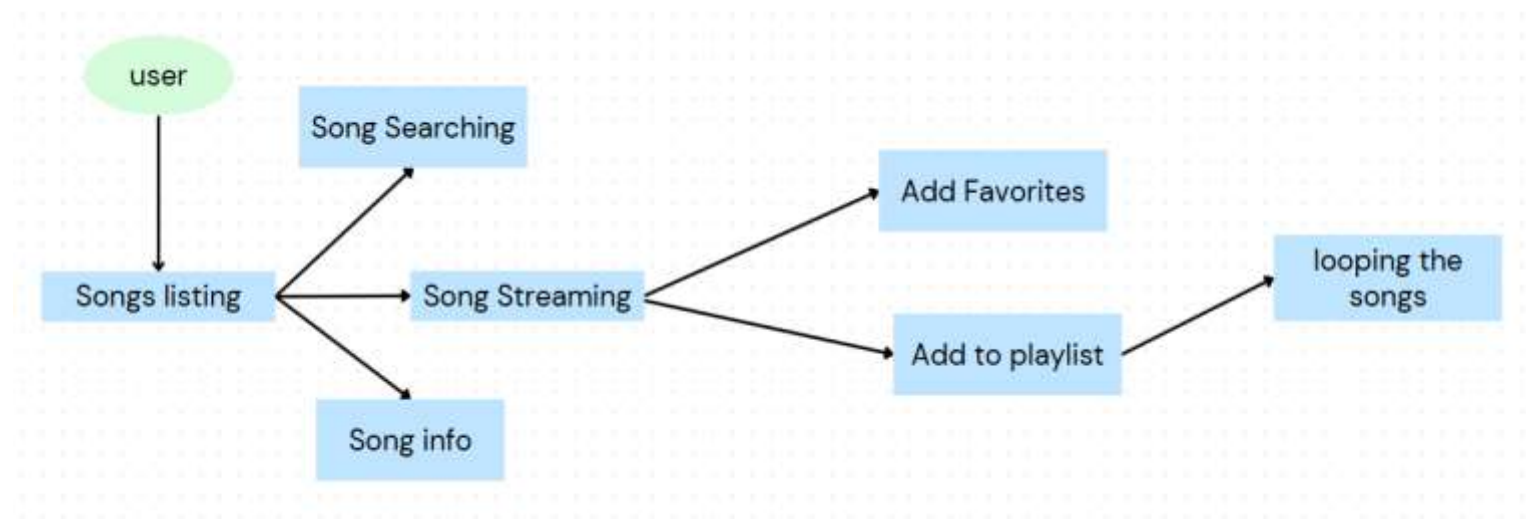 user
Song Searching
Add Favorites
looping the
songs
Songs listing
Song Streaming
Add to playlist
Song info